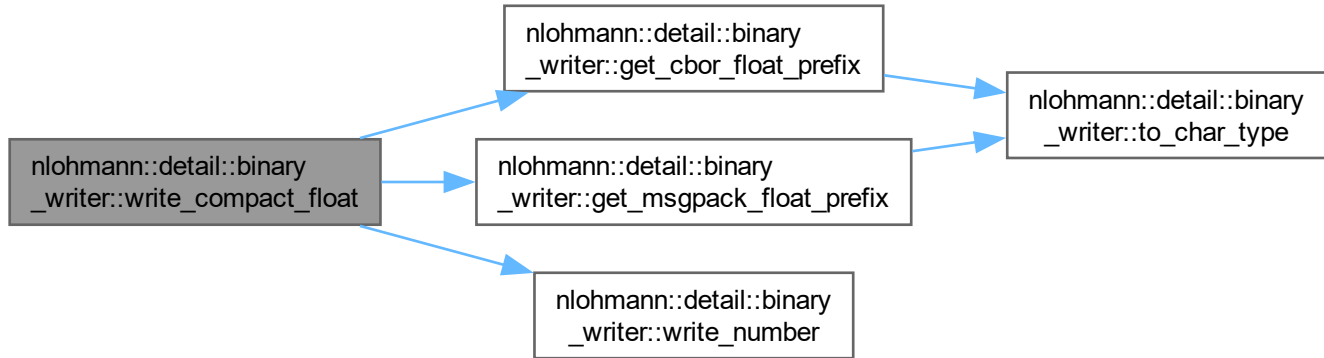 nlohmann::detail::binary
_writer::get_cbor_float_prefix
nlohmann::detail::binary
_writer::to_char_type
nlohmann::detail::binary
_writer::write_compact_float
nlohmann::detail::binary
_writer::get_msgpack_float_prefix
nlohmann::detail::binary
_writer::write_number